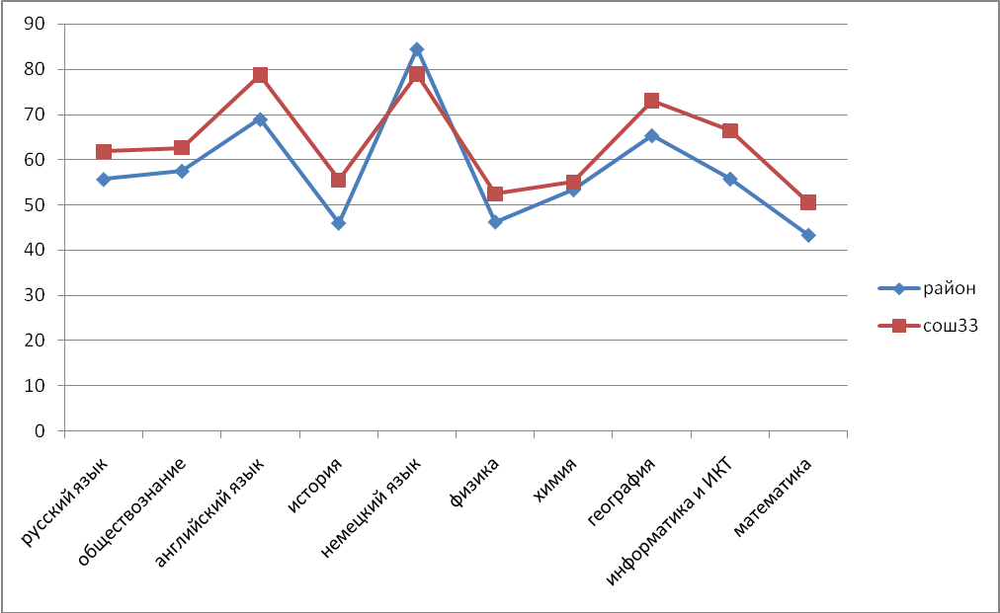 90
80
70
60
50
40
30
20
10
0
русский язык
обществознание
английский язык
история
немецкий язык
физика
химия
география
информатика и ИКТ
математика
район
сош33